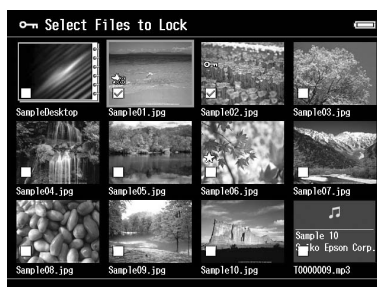 Select Files to Lock
SampleDesktop Sample01.jpg Sample02.jpg Sample03.jpg
Sample04.jpg Sample05.jpg Sample06.jpg Sample07.jpg
Sample 10
Seiko Epson Corp.
Sample08.jpg Sample09.jpg Sample10.jpg T0000009.mp3